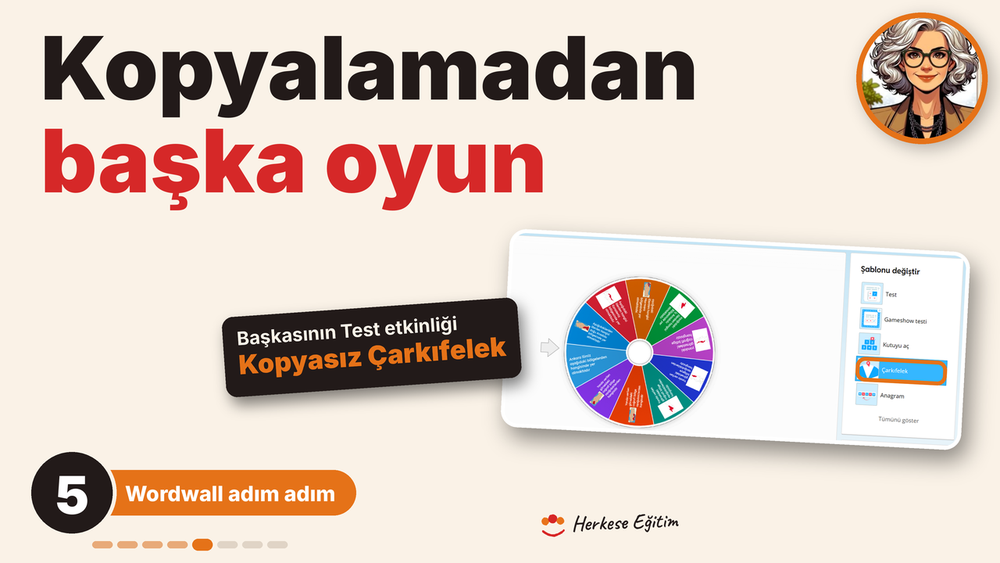 Kopyalamadan
başka oyun
Başkasının Test etkinliği
Kopyasız Çarkıfelek
Şablonu değiştir
Test
Gameshow testi
Kutuyu aç
Çarkıfelek
Anagram
Tümünü göster
5
Wordwall adım adım
Herkese Eğitim